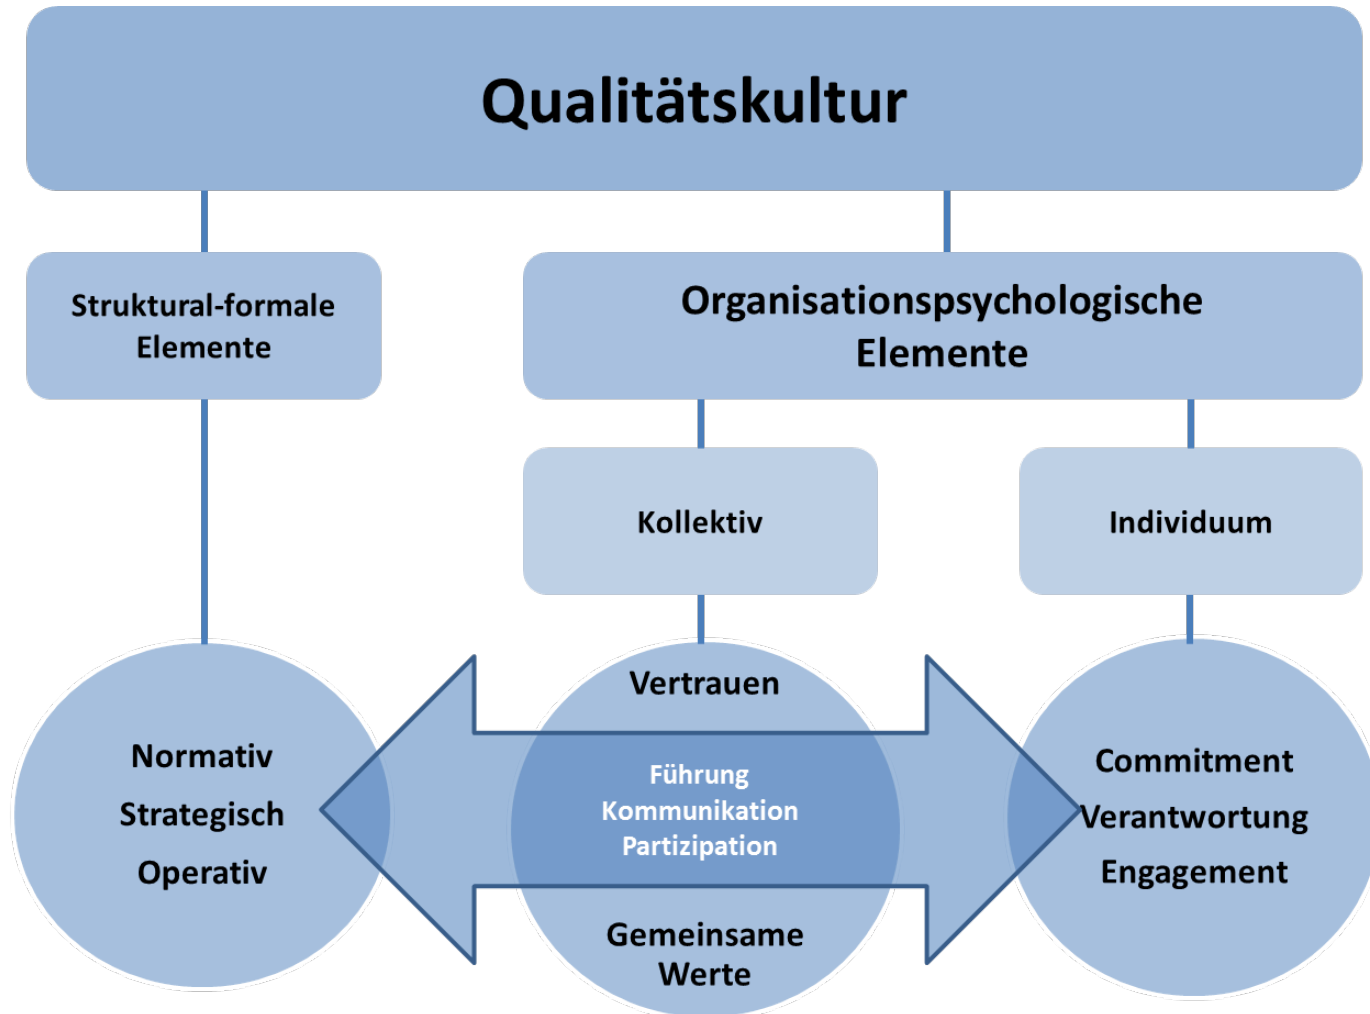 Qualitätskultur
Struktural-formale
Elemente
Organisationspsychologische
Elemente
Kollektiv
Individuum
Normativ
Strategisch
Operativ
Vertrauen
Führung
Kommunikation
Partizipation
Gemeinsame
Werte
Commitment
Verantwortung
Engagement